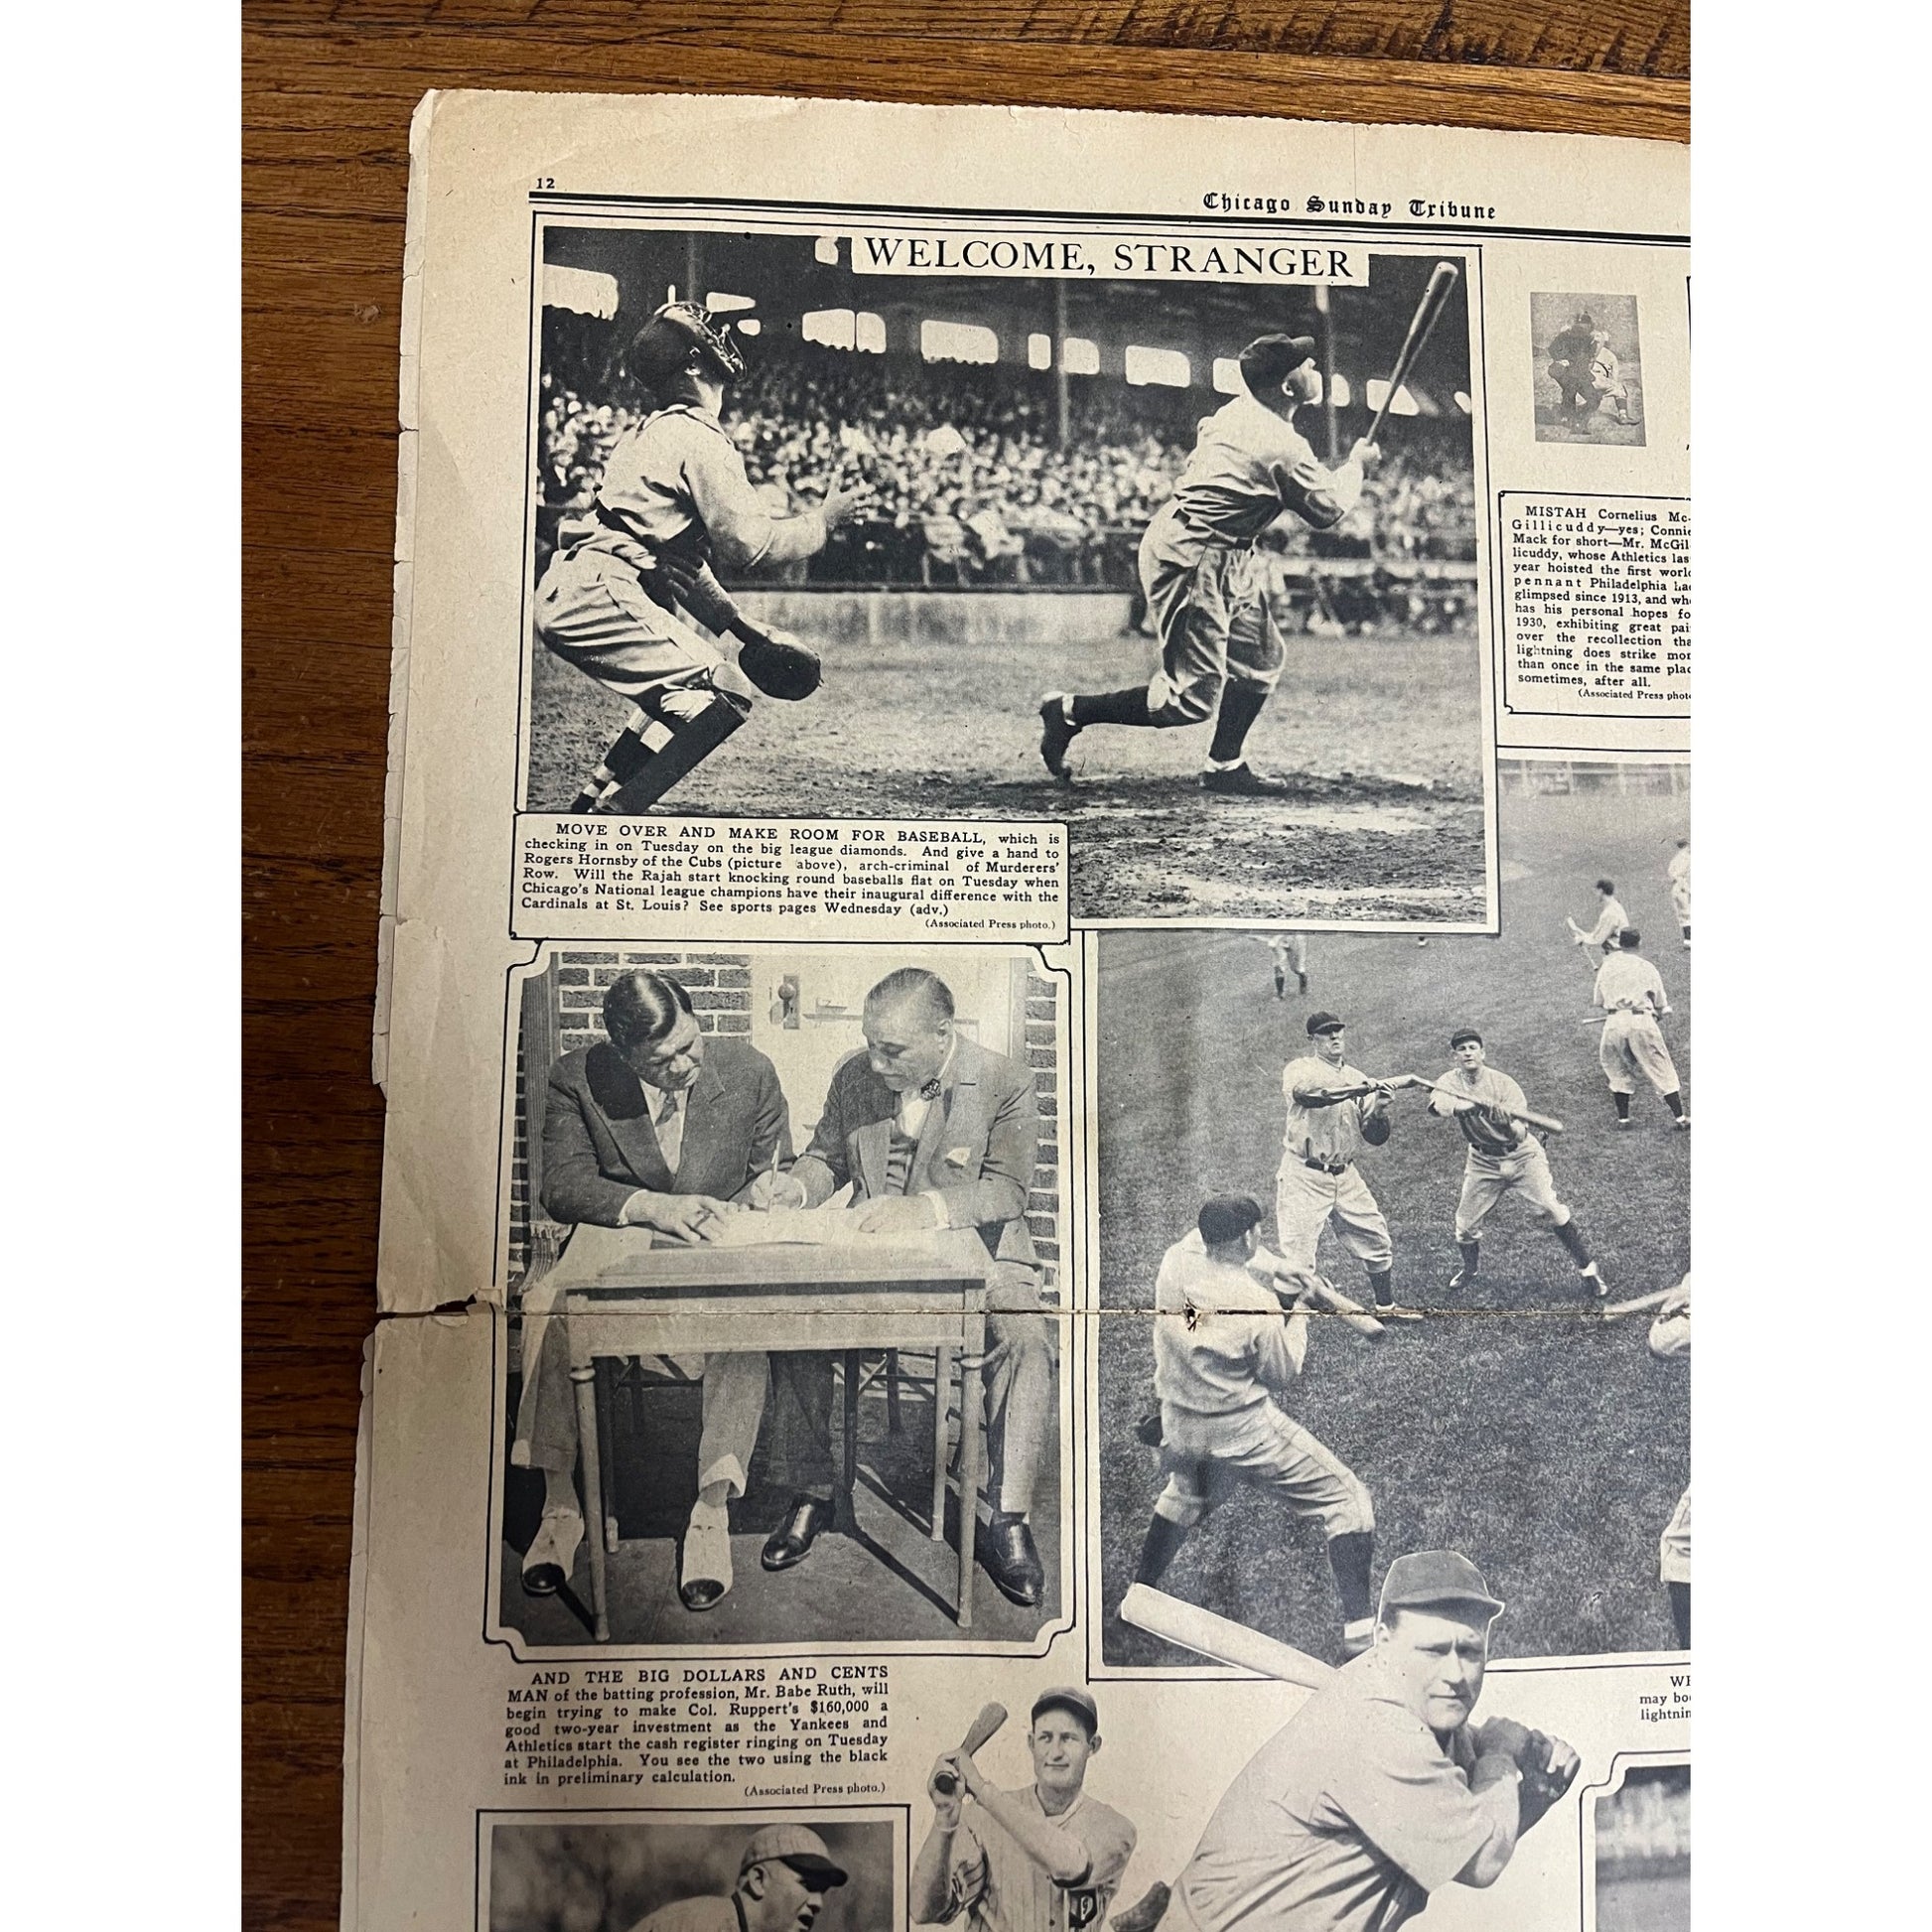 12
Chicago Sunday Tribune
WELCOME, STRANGER
MISTAH Cornelius Mc-
Gillicuddy—yes; Connie
Mack for short—Mr. McGil-
licuddy, whose Athletics las
year hoisted the first world
pennant Philadelphia had
glimpsed since 1913, and who
has his personal hopes fo
1930, exhibiting great pai
over the recollection tha
lightning does strike mor
than once in the same plac
sometimes, after all.
(Associated Press photo
MOVE OVER AND MAKE ROOM FOR BASEBALL, which is
checking in on Tuesday on the big league diamonds. And give a hand to
Rogers Hornsby of the Cubs (picture above), arch-criminal of Murderers'
Row. Will the Rajah start knocking round baseballs flat on Tuesday when
Chicago's National league champions have their inaugural difference with the
Cardinals at St. Louis? See sports pages Wednesday (adv.)
(Associated Press photo.)
AND THE BIG DOLLARS AND CENTS
MAN of the batting profession, Mr. Babe Ruth, will
begin trying to make Col. Ruppert's $160,000 a
good two-year investment as the Yankees and
Athletics start the cash register ringing on Tuesday
at Philadelphia. You see the two using the black
ink in preliminary calculation.
(Associated Press photo.)
may bo
lightnin